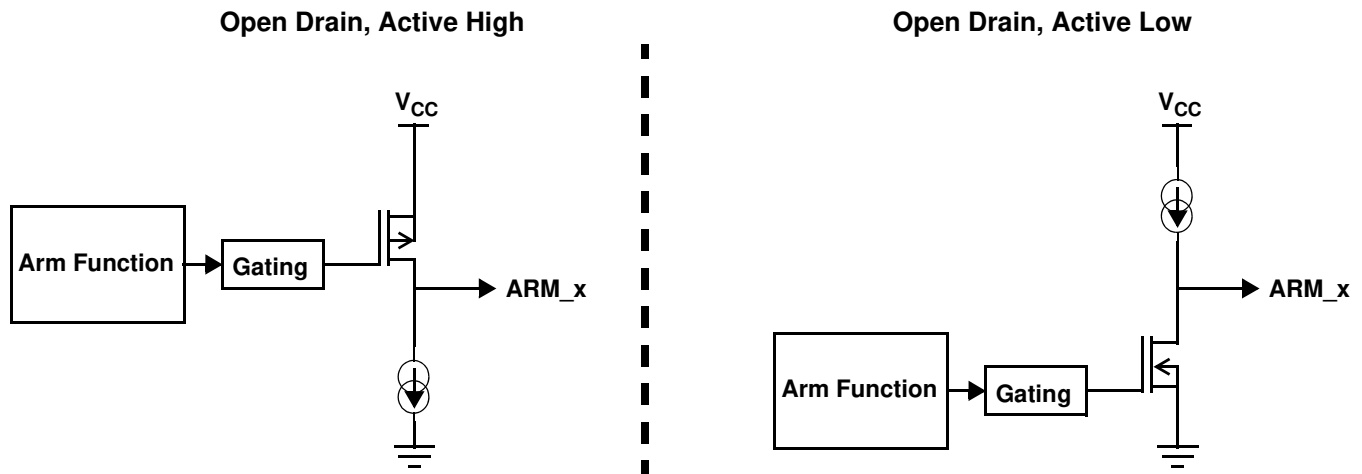 Open Drain, Active High
VCC
Arm Function
Gating
ARM_x
Open Drain, Active Low
VCC
ARM_x
Arm Function
Gating